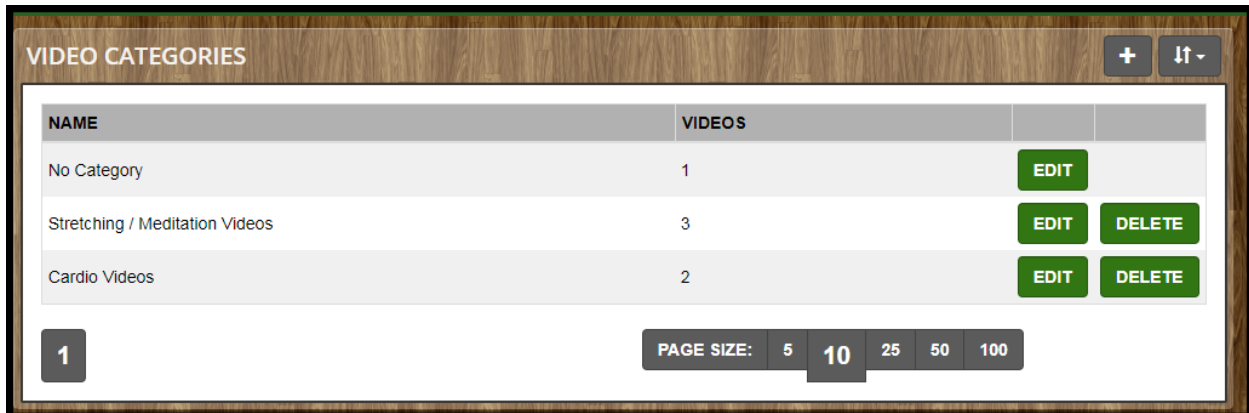 VIDEO CATEGORIES
NAME VIDEOS
No Category 1 EDIT
Stretching / Meditation Videos 3 EDIT DELETE
Cardio Videos 2 EDIT DELETE
1 PAGE SIZE: 5 10 25 50 100